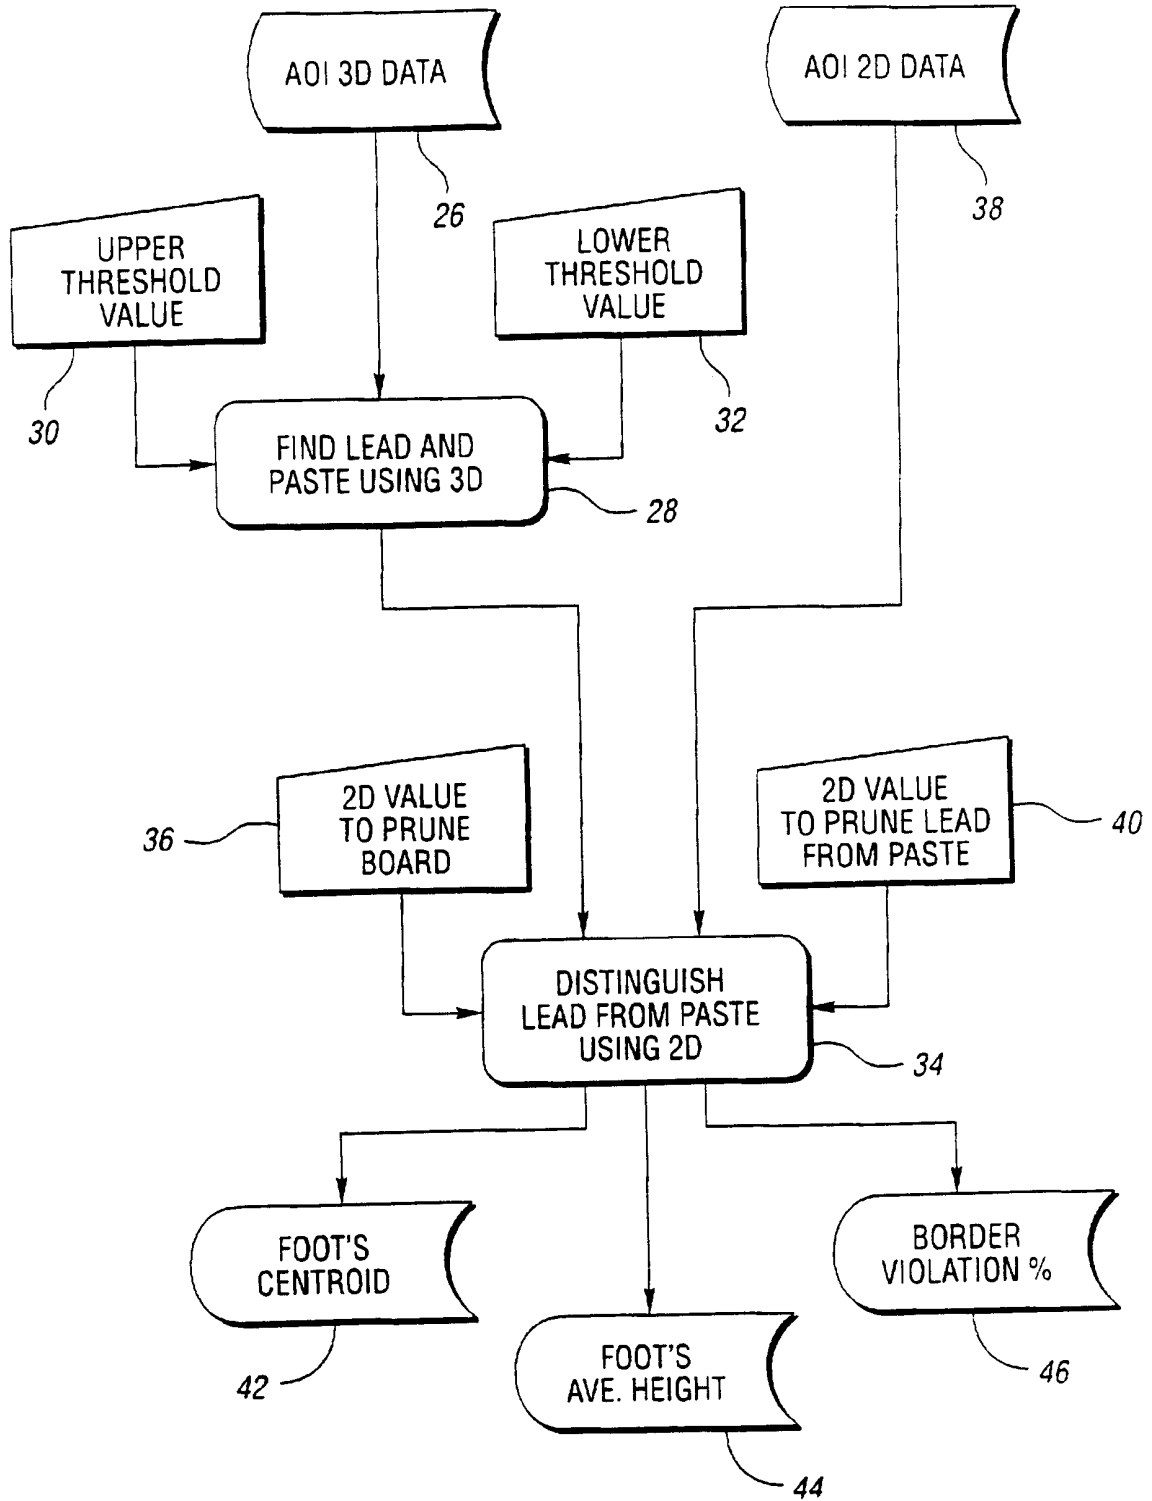 AOI 3D DATA
AOI 2D DATA
26
38
UPPER
THRESHOLD
VALUE
LOWER
THRESHOLD
VALUE
30
32
FIND LEAD AND
PASTE USING 3D
28
2D VALUE
TO PRUNE
BOARD
36
2D VALUE
TO PRUNE LEAD
FROM PASTE
40
DISTINGUISH
LEAD FROM PASTE
USING 2D
34
FOOT'S
CENTROID
42
FOOT'S
AVE. HEIGHT
44
BORDER
VIOLATION %
46